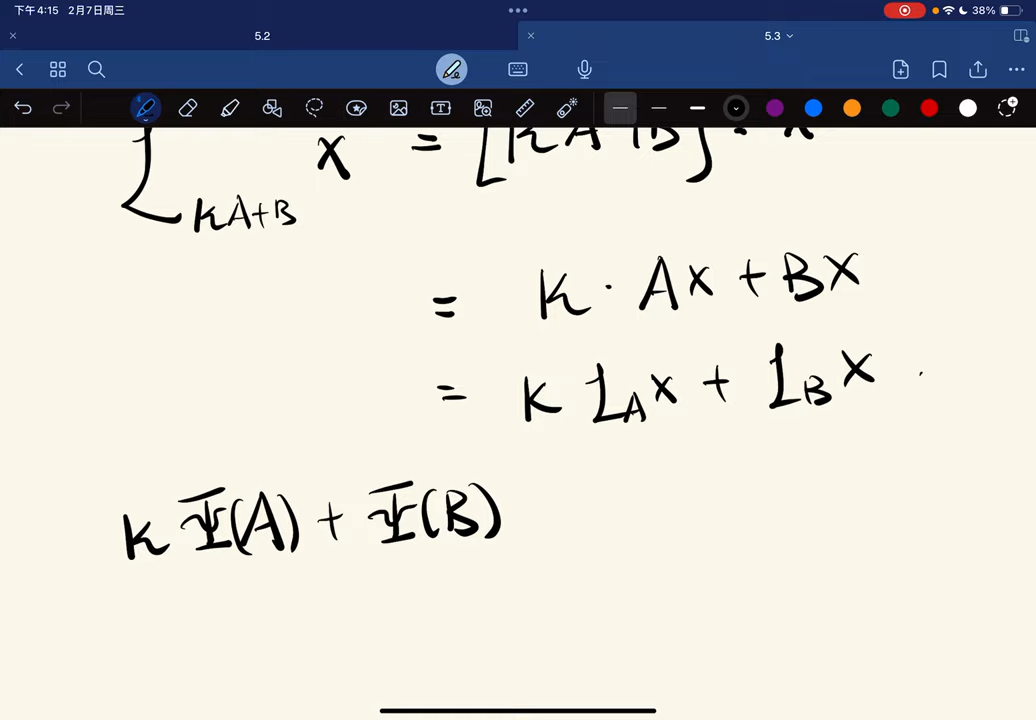 下午4:15 2月7日周三 38%
5.2 5.3
x = [KA+B] · x
L_{KA+B}
= K · Ax + Bx
= K L_A x + L_B x .
K Ψ(A) + Ψ(B)